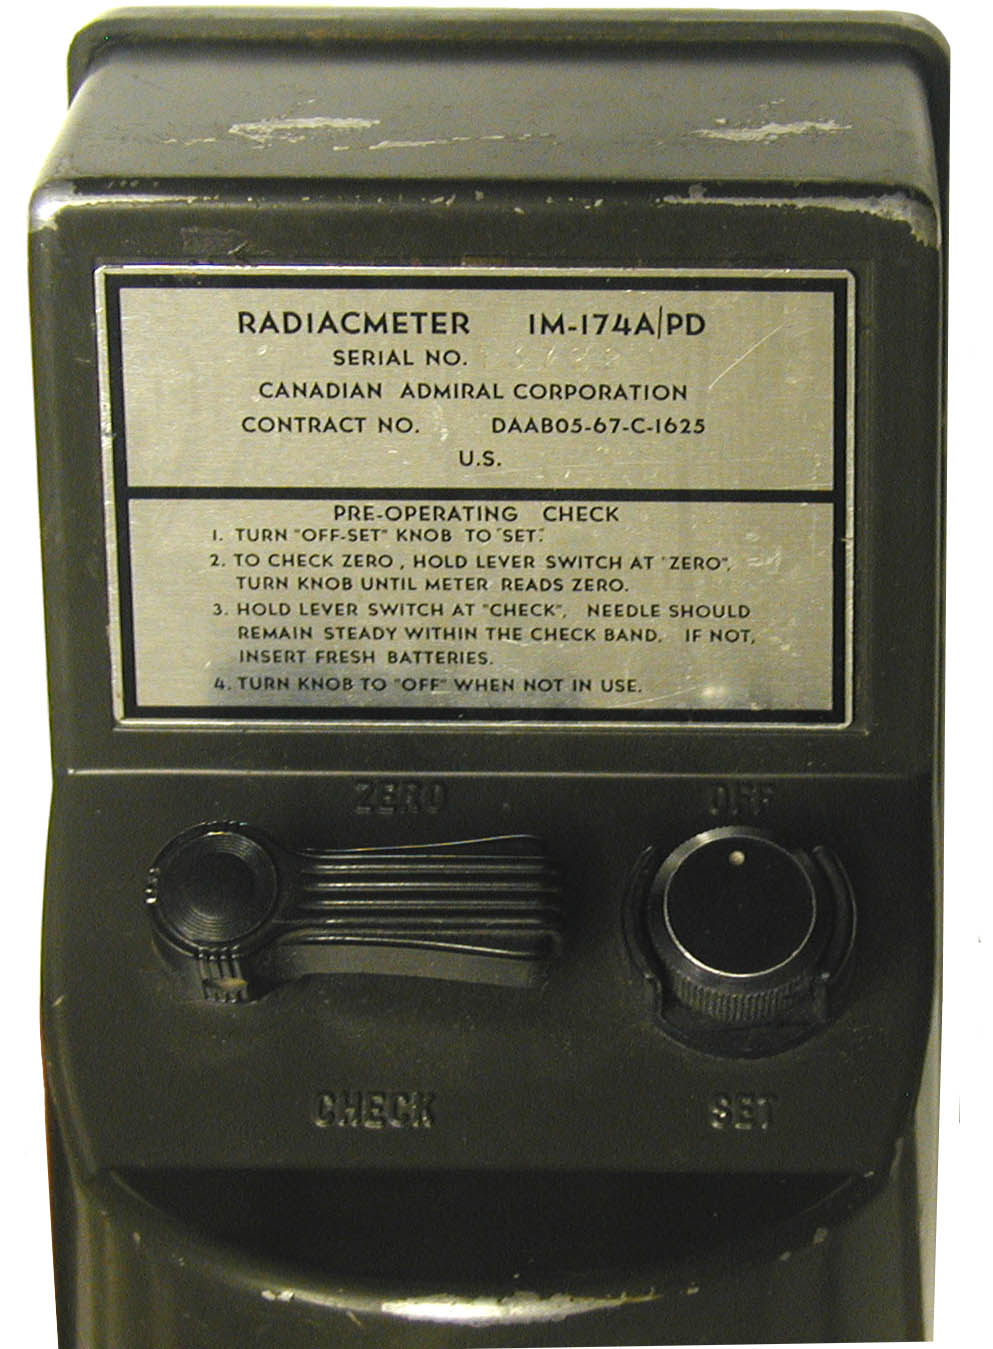 RADIACMETER IM-174A/PD
SERIAL NO.
CANADIAN ADMIRAL CORPORATION
CONTRACT NO. DAAB05-67-C-1625
U.S.
PRE-OPERATING CHECK
1. TURN "OFF-SET" KNOB TO "SET."
2. TO CHECK ZERO, HOLD LEVER SWITCH AT "ZERO",
TURN KNOB UNTIL METER READS ZERO.
3. HOLD LEVER SWITCH AT "CHECK", NEEDLE SHOULD
REMAIN STEADY WITHIN THE CHECK BAND. IF NOT,
INSERT FRESH BATTERIES.
4. TURN KNOB TO "OFF" WHEN NOT IN USE.
ZERO OFF
CHECK SET